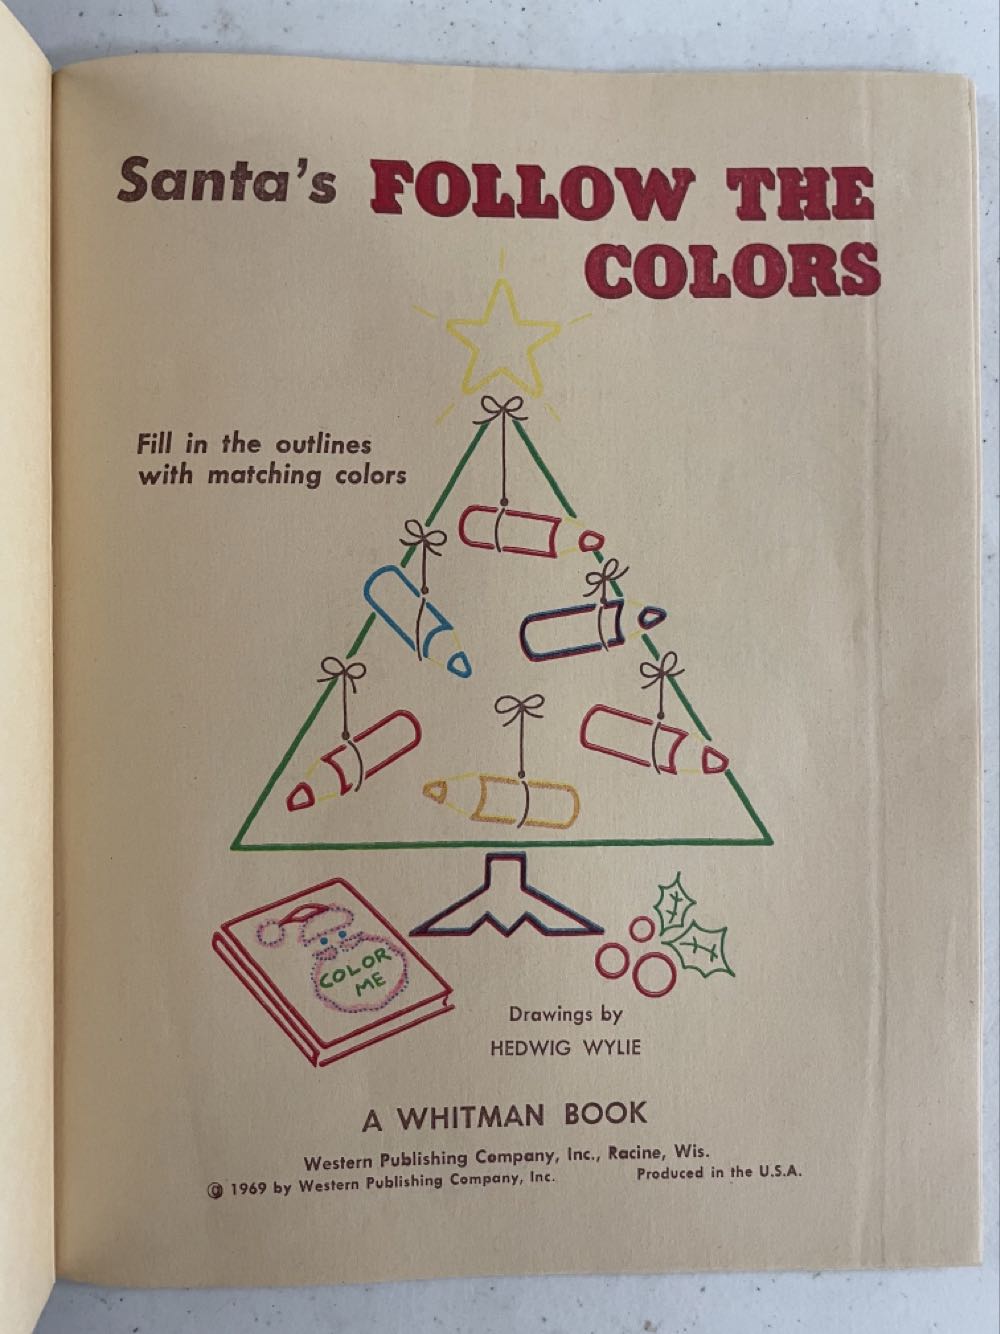 Santa's FOLLOW THE
COLORS
Fill in the outlines
with matching colors
COLOR
ME
Drawings by
HEDWIG WYLIE
A WHITMAN BOOK
Western Publishing Company, Inc., Racine, Wis.
© 1969 by Western Publishing Company, Inc. Produced in the U.S.A.